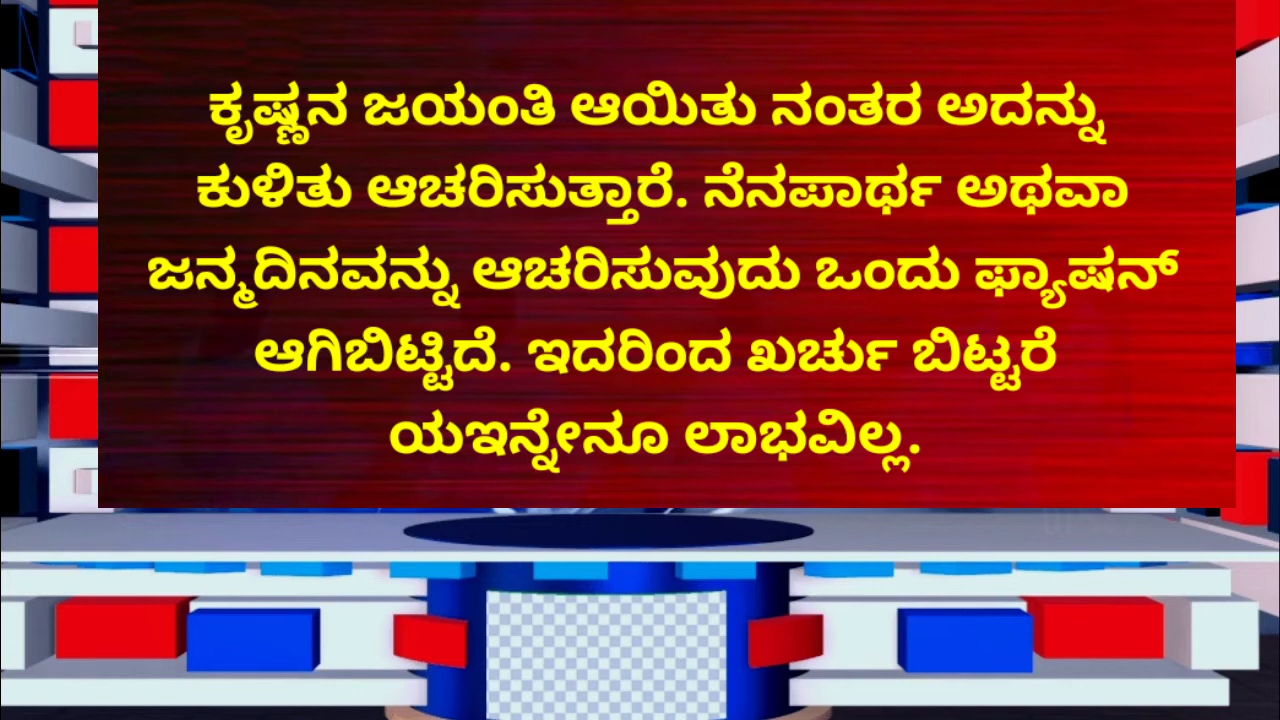 ಕೃಷ್ಣನ ಜಯಂತಿ ಆಯಿತು ನಂತರ ಅದನ್ನು
ಕುಳಿತು ಆಚರಿಸುತ್ತಾರೆ. ನೆನಪಾರ್ಥ ಅಥವಾ
ಜನ್ಮದಿನವನ್ನು ಆಚರಿಸುವುದು ಒಂದು ಫ್ಯಾಷನ್
ಆಗಿಬಿಟ್ಟಿದೆ. ಇದರಿಂದ ಖರ್ಚು ಬಿಟ್ಟರೆ
ಯಇನ್ನೇನೂ ಲಾಭವಿಲ್ಲ.